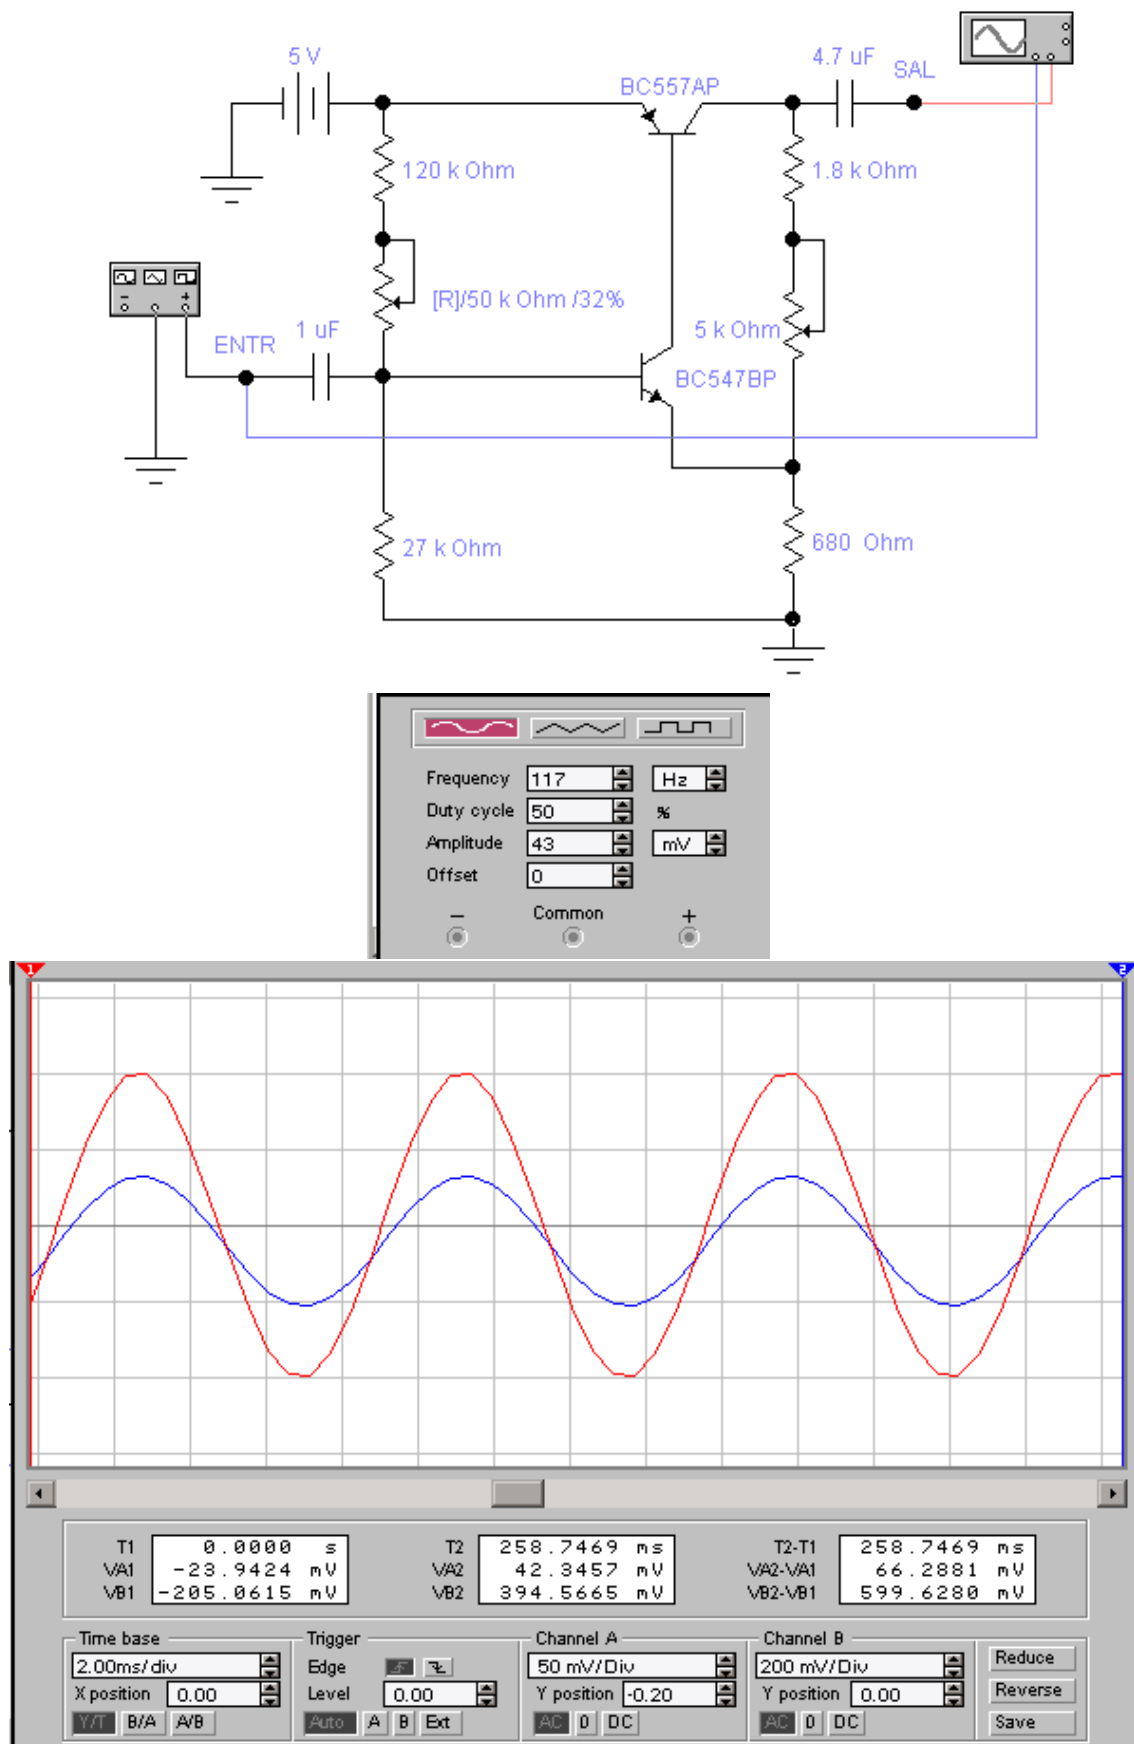 5 V
4.7 uF
SAL
BC557AP
120 k Ohm
1.8 k Ohm
[R]/50 k Ohm /32%
1 uF
5 k Ohm
ENTR
BC547BP
27 k Ohm
680 Ohm
Frequency 117 Hz
Duty cycle 50 %
Amplitude 43 mV
Offset 0
− Common +
1 2
T1 0.0000 s T2 258.7469 ms T2-T1 258.7469 ms
VA1 -23.9424 mV VA2 42.3457 mV VA2-VA1 66.2881 mV
VB1 -205.0615 mV VB2 394.5665 mV VB2-VB1 599.6280 mV
Time base Trigger Channel A Channel B
2.00ms/div Edge 50 mV/Div 200 mV/Div Reduce
X position 0.00 Level 0.00 Y position -0.20 Y position 0.00 Reverse
Y/T B/A A/B Auto A B Ext AC 0 DC AC 0 DC Save